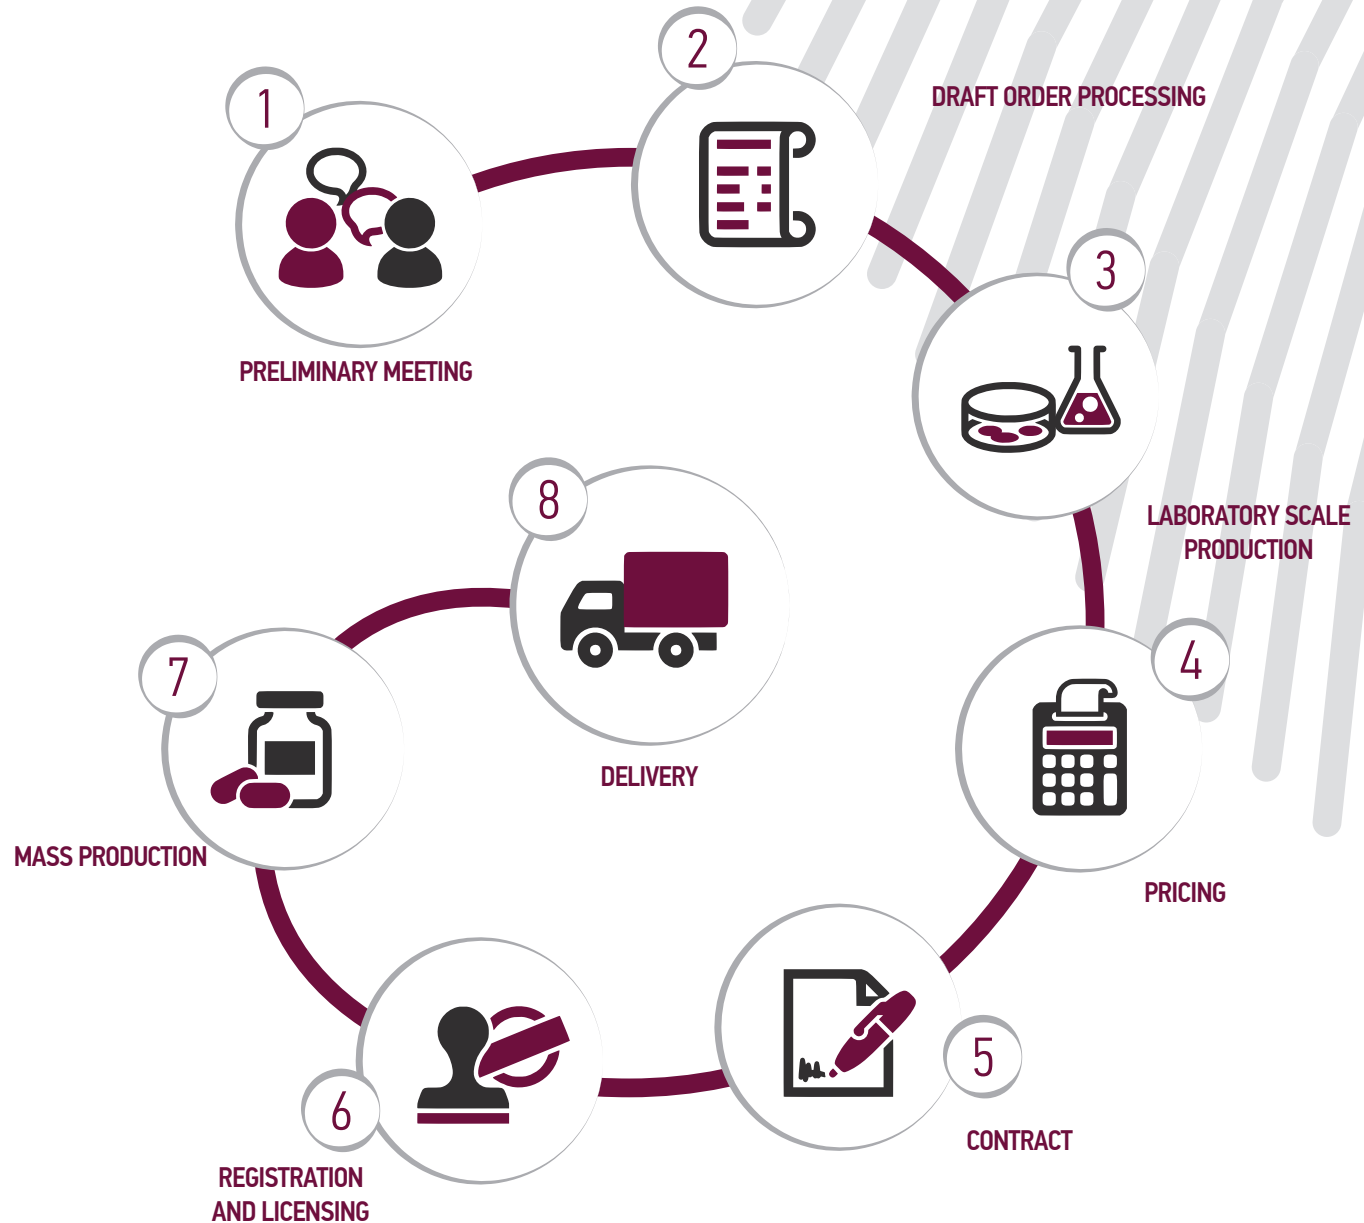 1
PRELIMINARY MEETING
2
DRAFT ORDER PROCESSING
3
LABORATORY SCALE
PRODUCTION
4
PRICING
5
CONTRACT
6
REGISTRATION
AND LICENSING
7
MASS PRODUCTION
8
DELIVERY